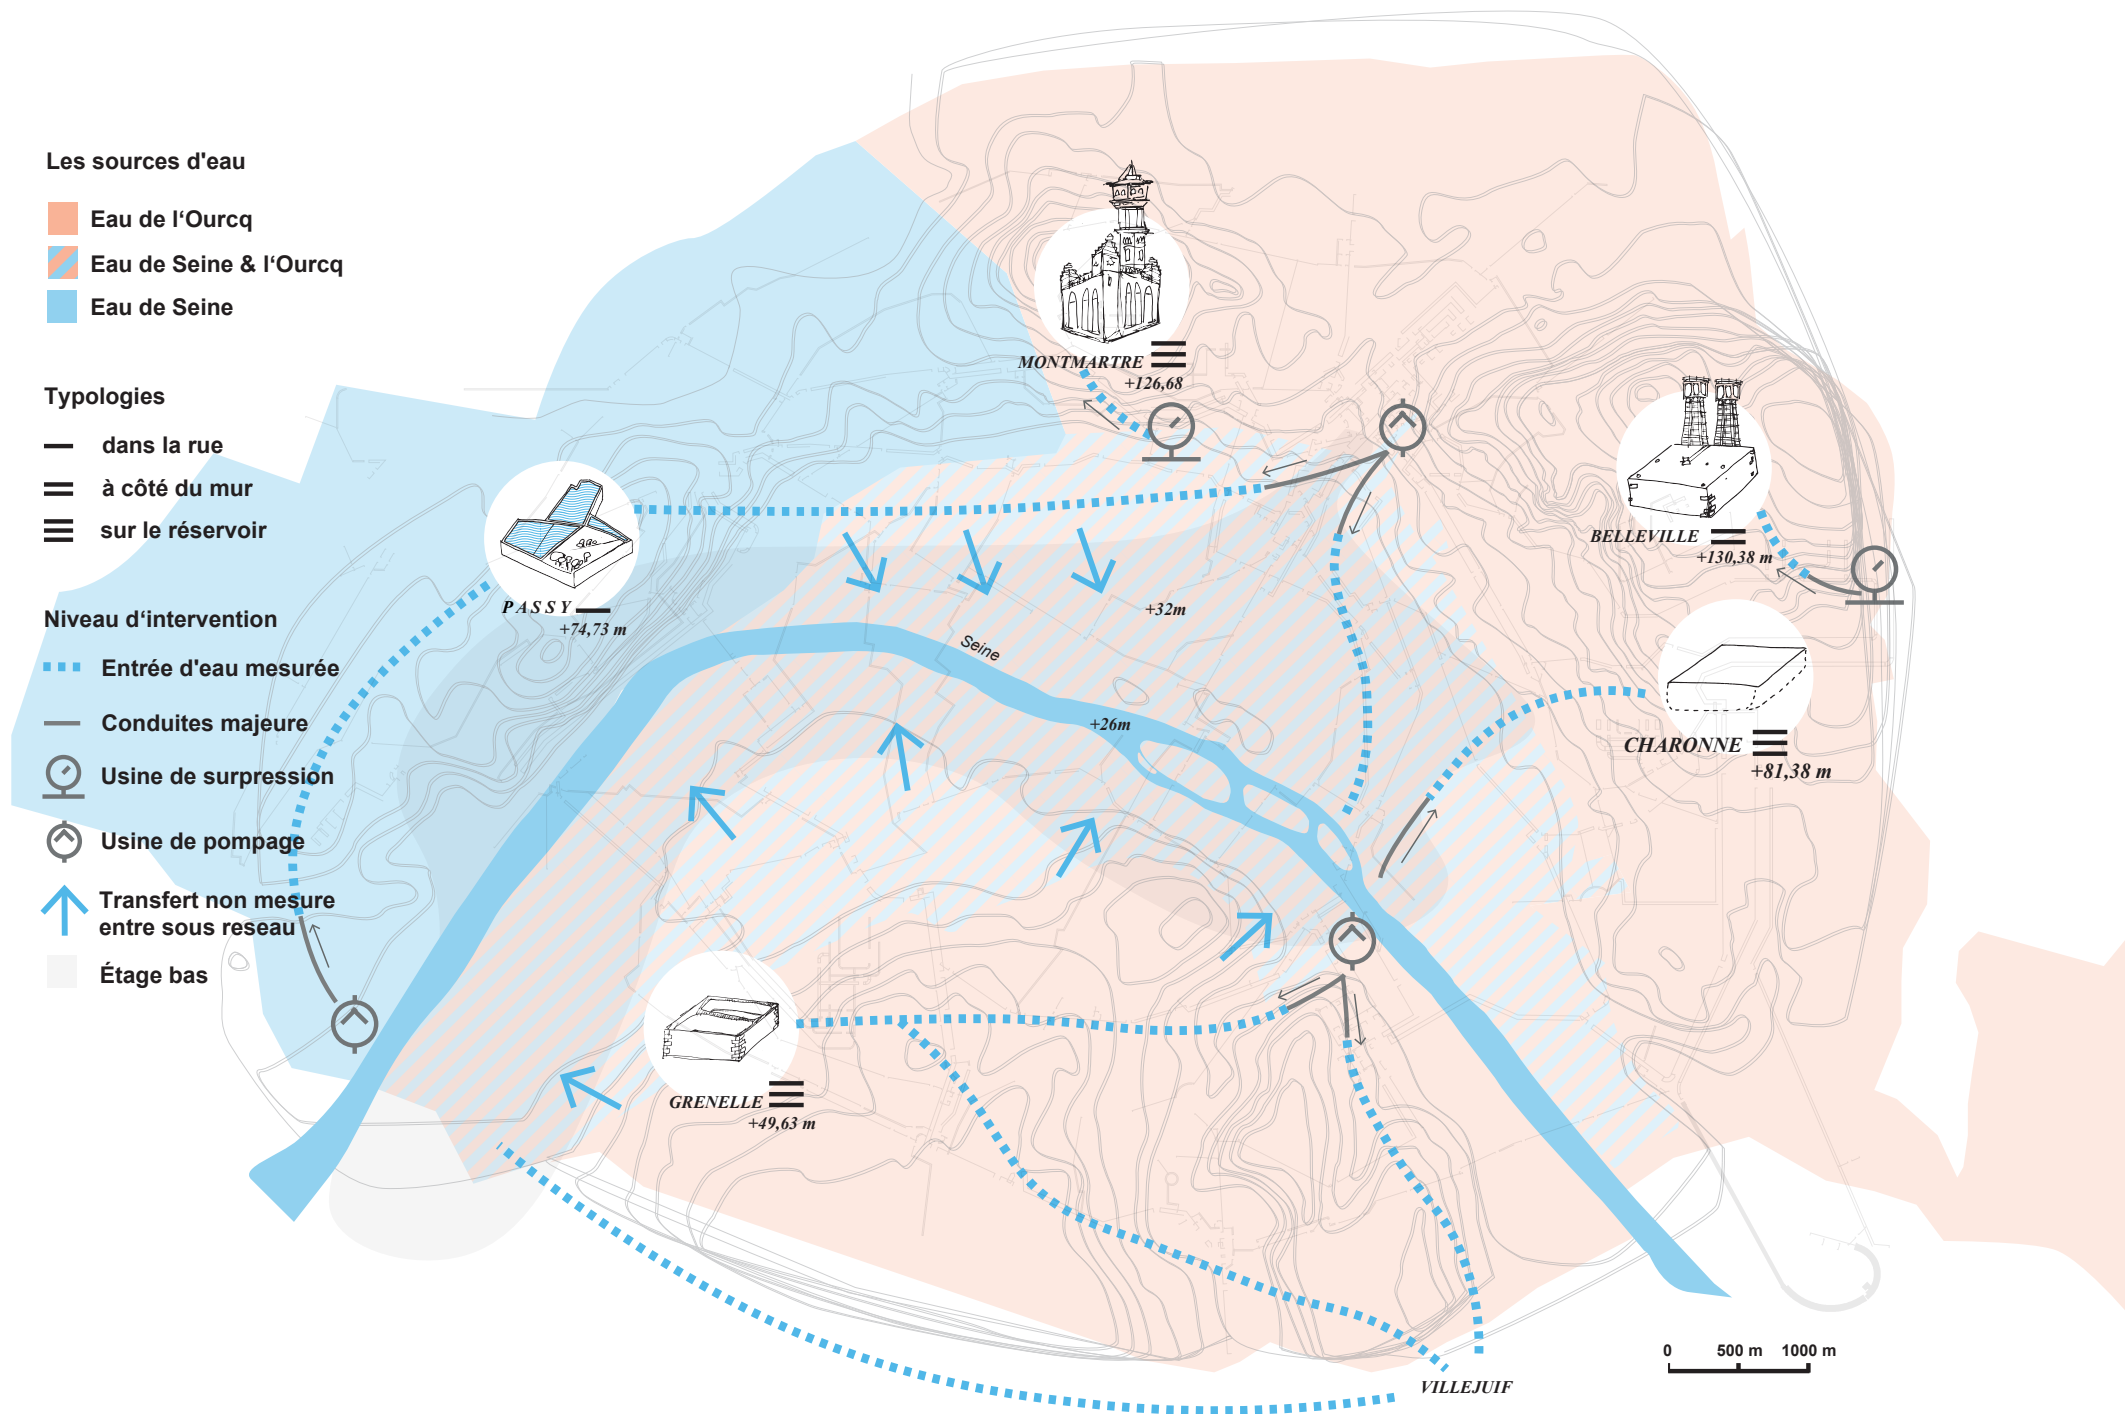 Les sources d'eau
Eau de l‘Ourcq
Eau de Seine & l‘Ourcq
Eau de Seine
Typologies
dans la rue
à côté du mur
sur le réservoir
Niveau d‘intervention
Entrée d'eau mesurée
Conduites majeure
Usine de surpression
Usine de pompage
Transfert non mesure
entre sous reseau
Étage bas
MONTMARTRE
+126,68
BELLEVILLE
+130,38 m
PASSY
+74,73 m
+32m
Seine
+26m
CHARONNE
+81,38 m
GRENELLE
+49,63 m
VILLEJUIF
0 500 m 1000 m